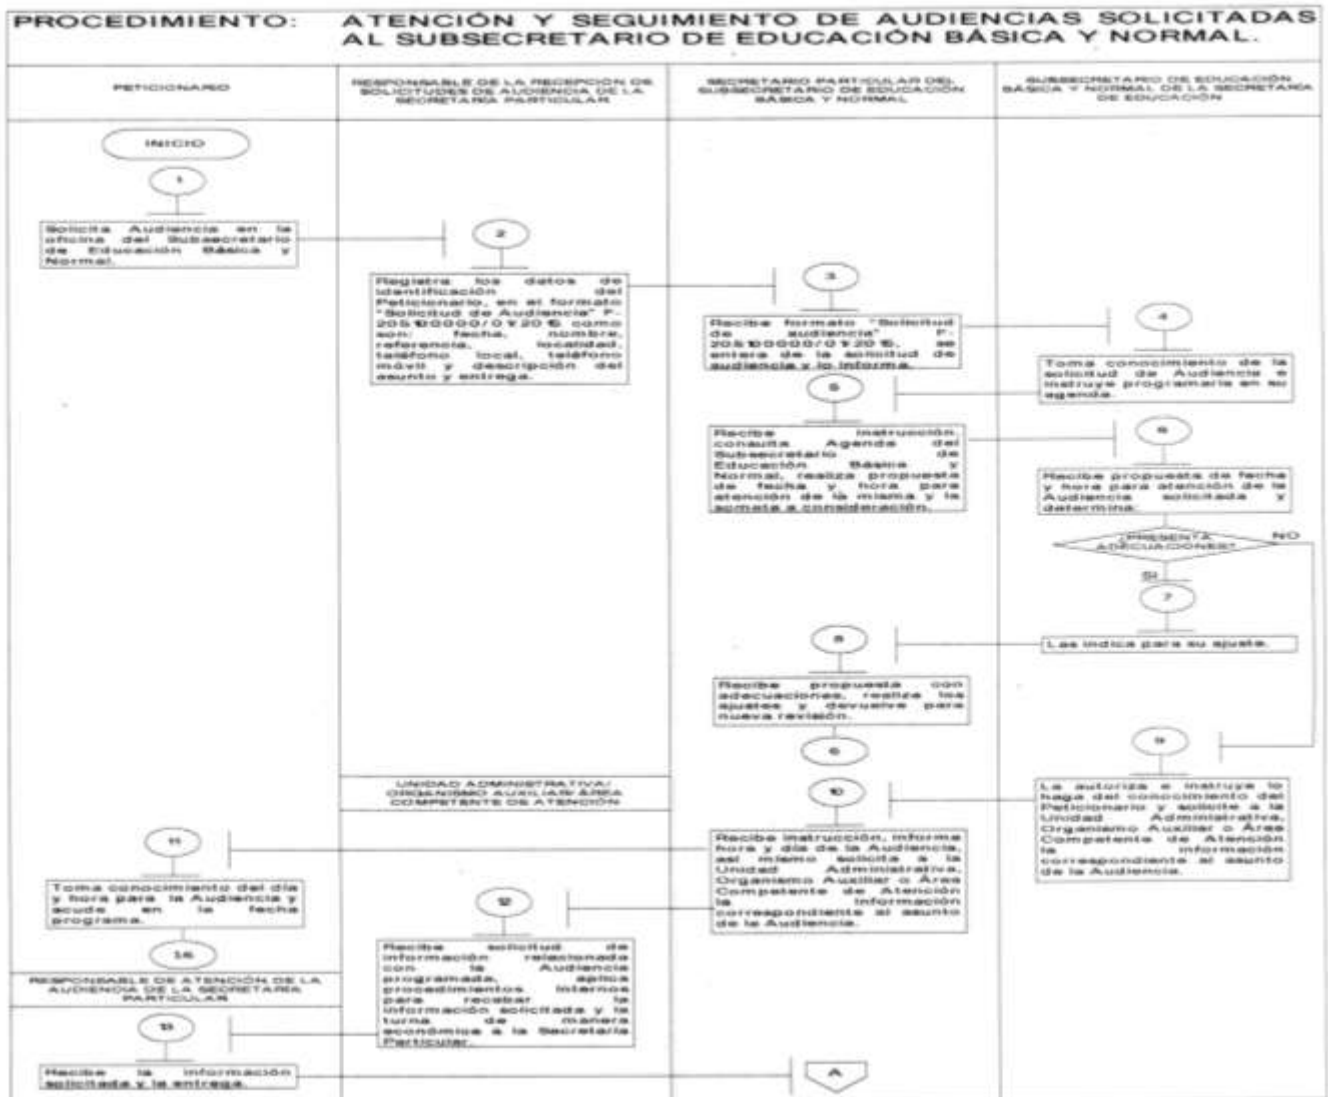 PROCEDIMIENTO: ATENCIÓN Y SEGUIMIENTO DE AUDIENCIAS SOLICITADAS
AL SUBSECRETARIO DE EDUCACIÓN BÁSICA Y NORMAL.
PETICIONARIO
RESPONSABLE DE LA RECEPCIÓN DE
SOLICITUDES DE AUDIENCIA DE LA
SECRETARÍA PARTICULAR
SECRETARIO PARTICULAR DEL
SUBSECRETARIO DE EDUCACIÓN
BÁSICA Y NORMAL
SUBSECRETARIO DE EDUCACIÓN
BÁSICA Y NORMAL DE LA SECRETARÍA
DE EDUCACIÓN
INICIO
1
Solicita Audiencia en la
oficina del Subsecretario
de Educación Básica y
Normal.
2
Registra los datos de
identificación del
Peticionario, en el formato
"Solicitud de Audiencia" F-
205100000/01/2015 como
son: fecha, nombre,
referencia, localidad,
teléfono local, teléfono
móvil y descripción del
asunto y entrega.
3
Recibe formato "Solicitud
de audiencia" F-
205100000/01/2015, se
entera de la solicitud de
audiencia y lo informa.
4
Toma conocimiento de la
solicitud de Audiencia e
instruye programarla en su
agenda.
5
Recibe instrucción,
consulta Agenda del
Subsecretario de
Educación Básica y
Normal, realiza propuesta
de fecha y hora para
atención de la misma y la
somete a consideración.
6
Recibe propuesta de fecha
y hora para atención de la
Audiencia solicitada y
determina:
¿PRESENTA
ADECUACIONES?
NO
SI
7
Las indica para su ajuste.
8
Recibe propuesta con
adecuaciones, realiza los
ajustes y devuelve para
nueva revisión.
6
9
La autoriza e instruye lo
haga del conocimiento del
Peticionario y solicite a la
Unidad Administrativa,
Organismo Auxiliar o Área
Competente de Atención
la información
correspondiente al asunto
de la Audiencia.
UNIDAD ADMINISTRATIVA/
ORGANISMO AUXILIAR/ÁREA
COMPETENTE DE ATENCIÓN
10
Recibe instrucción, informa
hora y día de la Audiencia,
así mismo solicita a la
Unidad Administrativa,
Organismo Auxiliar o Área
Competente de Atención
la información
correspondiente al asunto
de la Audiencia.
11
Toma conocimiento del día
y hora para la Audiencia y
acude en la fecha
programa.
16
12
Recibe solicitud de
información relacionada
con la Audiencia
programada, aplica
procedimientos internos
para recabar la
información solicitada y la
turna de manera
económica a la Secretaría
Particular.
RESPONSABLE DE ATENCIÓN DE LA
AUDIENCIA DE LA SECRETARÍA
PARTICULAR
13
Recibe la información
solicitada y la entrega.
A